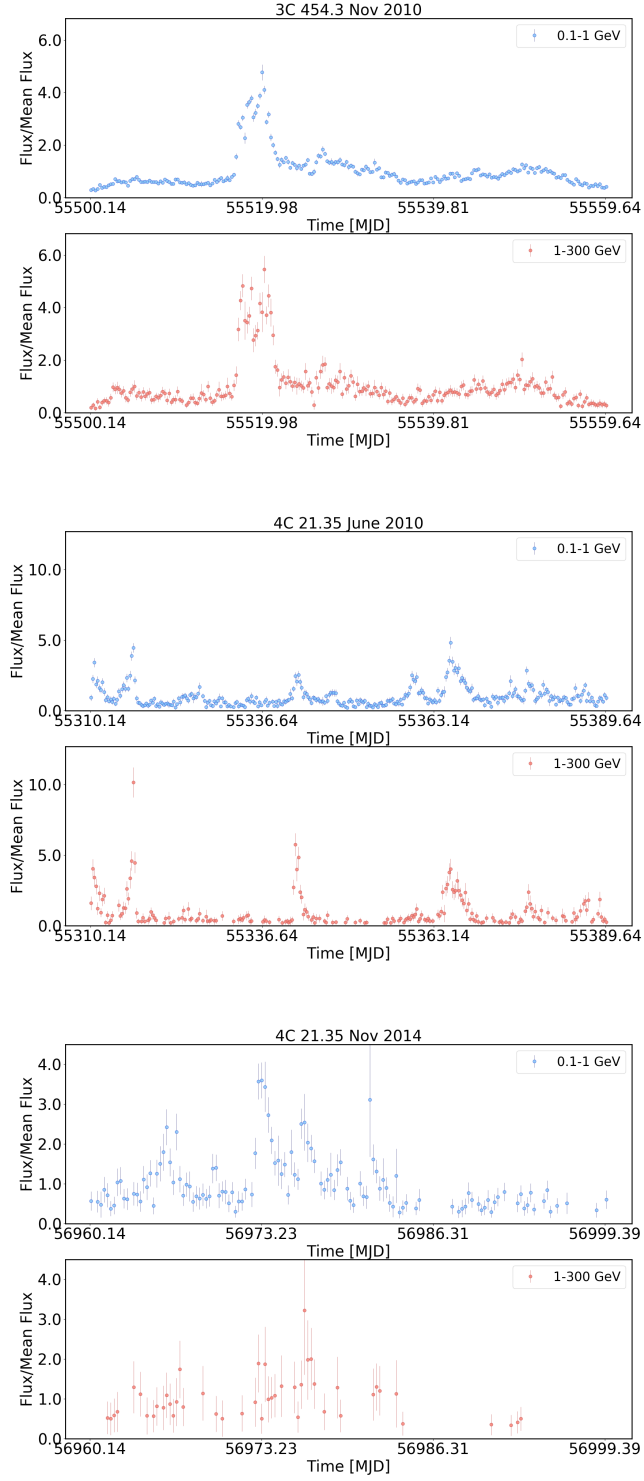 3C 454.3 Nov 2010
0.1-1 GeV
Flux/Mean Flux
6.0
4.0
2.0
0.0
55500.14 55519.98 55539.81 55559.64
Time [MJD]
1-300 GeV
Flux/Mean Flux
6.0
4.0
2.0
0.0
55500.14 55519.98 55539.81 55559.64
Time [MJD]
4C 21.35 June 2010
0.1-1 GeV
Flux/Mean Flux
10.0
5.0
0.0
55310.14 55336.64 55363.14 55389.64
Time [MJD]
1-300 GeV
Flux/Mean Flux
10.0
5.0
0.0
55310.14 55336.64 55363.14 55389.64
Time [MJD]
4C 21.35 Nov 2014
0.1-1 GeV
Flux/Mean Flux
4.0
3.0
2.0
1.0
0.0
56960.14 56973.23 56986.31 56999.39
Time [MJD]
1-300 GeV
Flux/Mean Flux
4.0
3.0
2.0
1.0
0.0
56960.14 56973.23 56986.31 56999.39
Time [MJD]